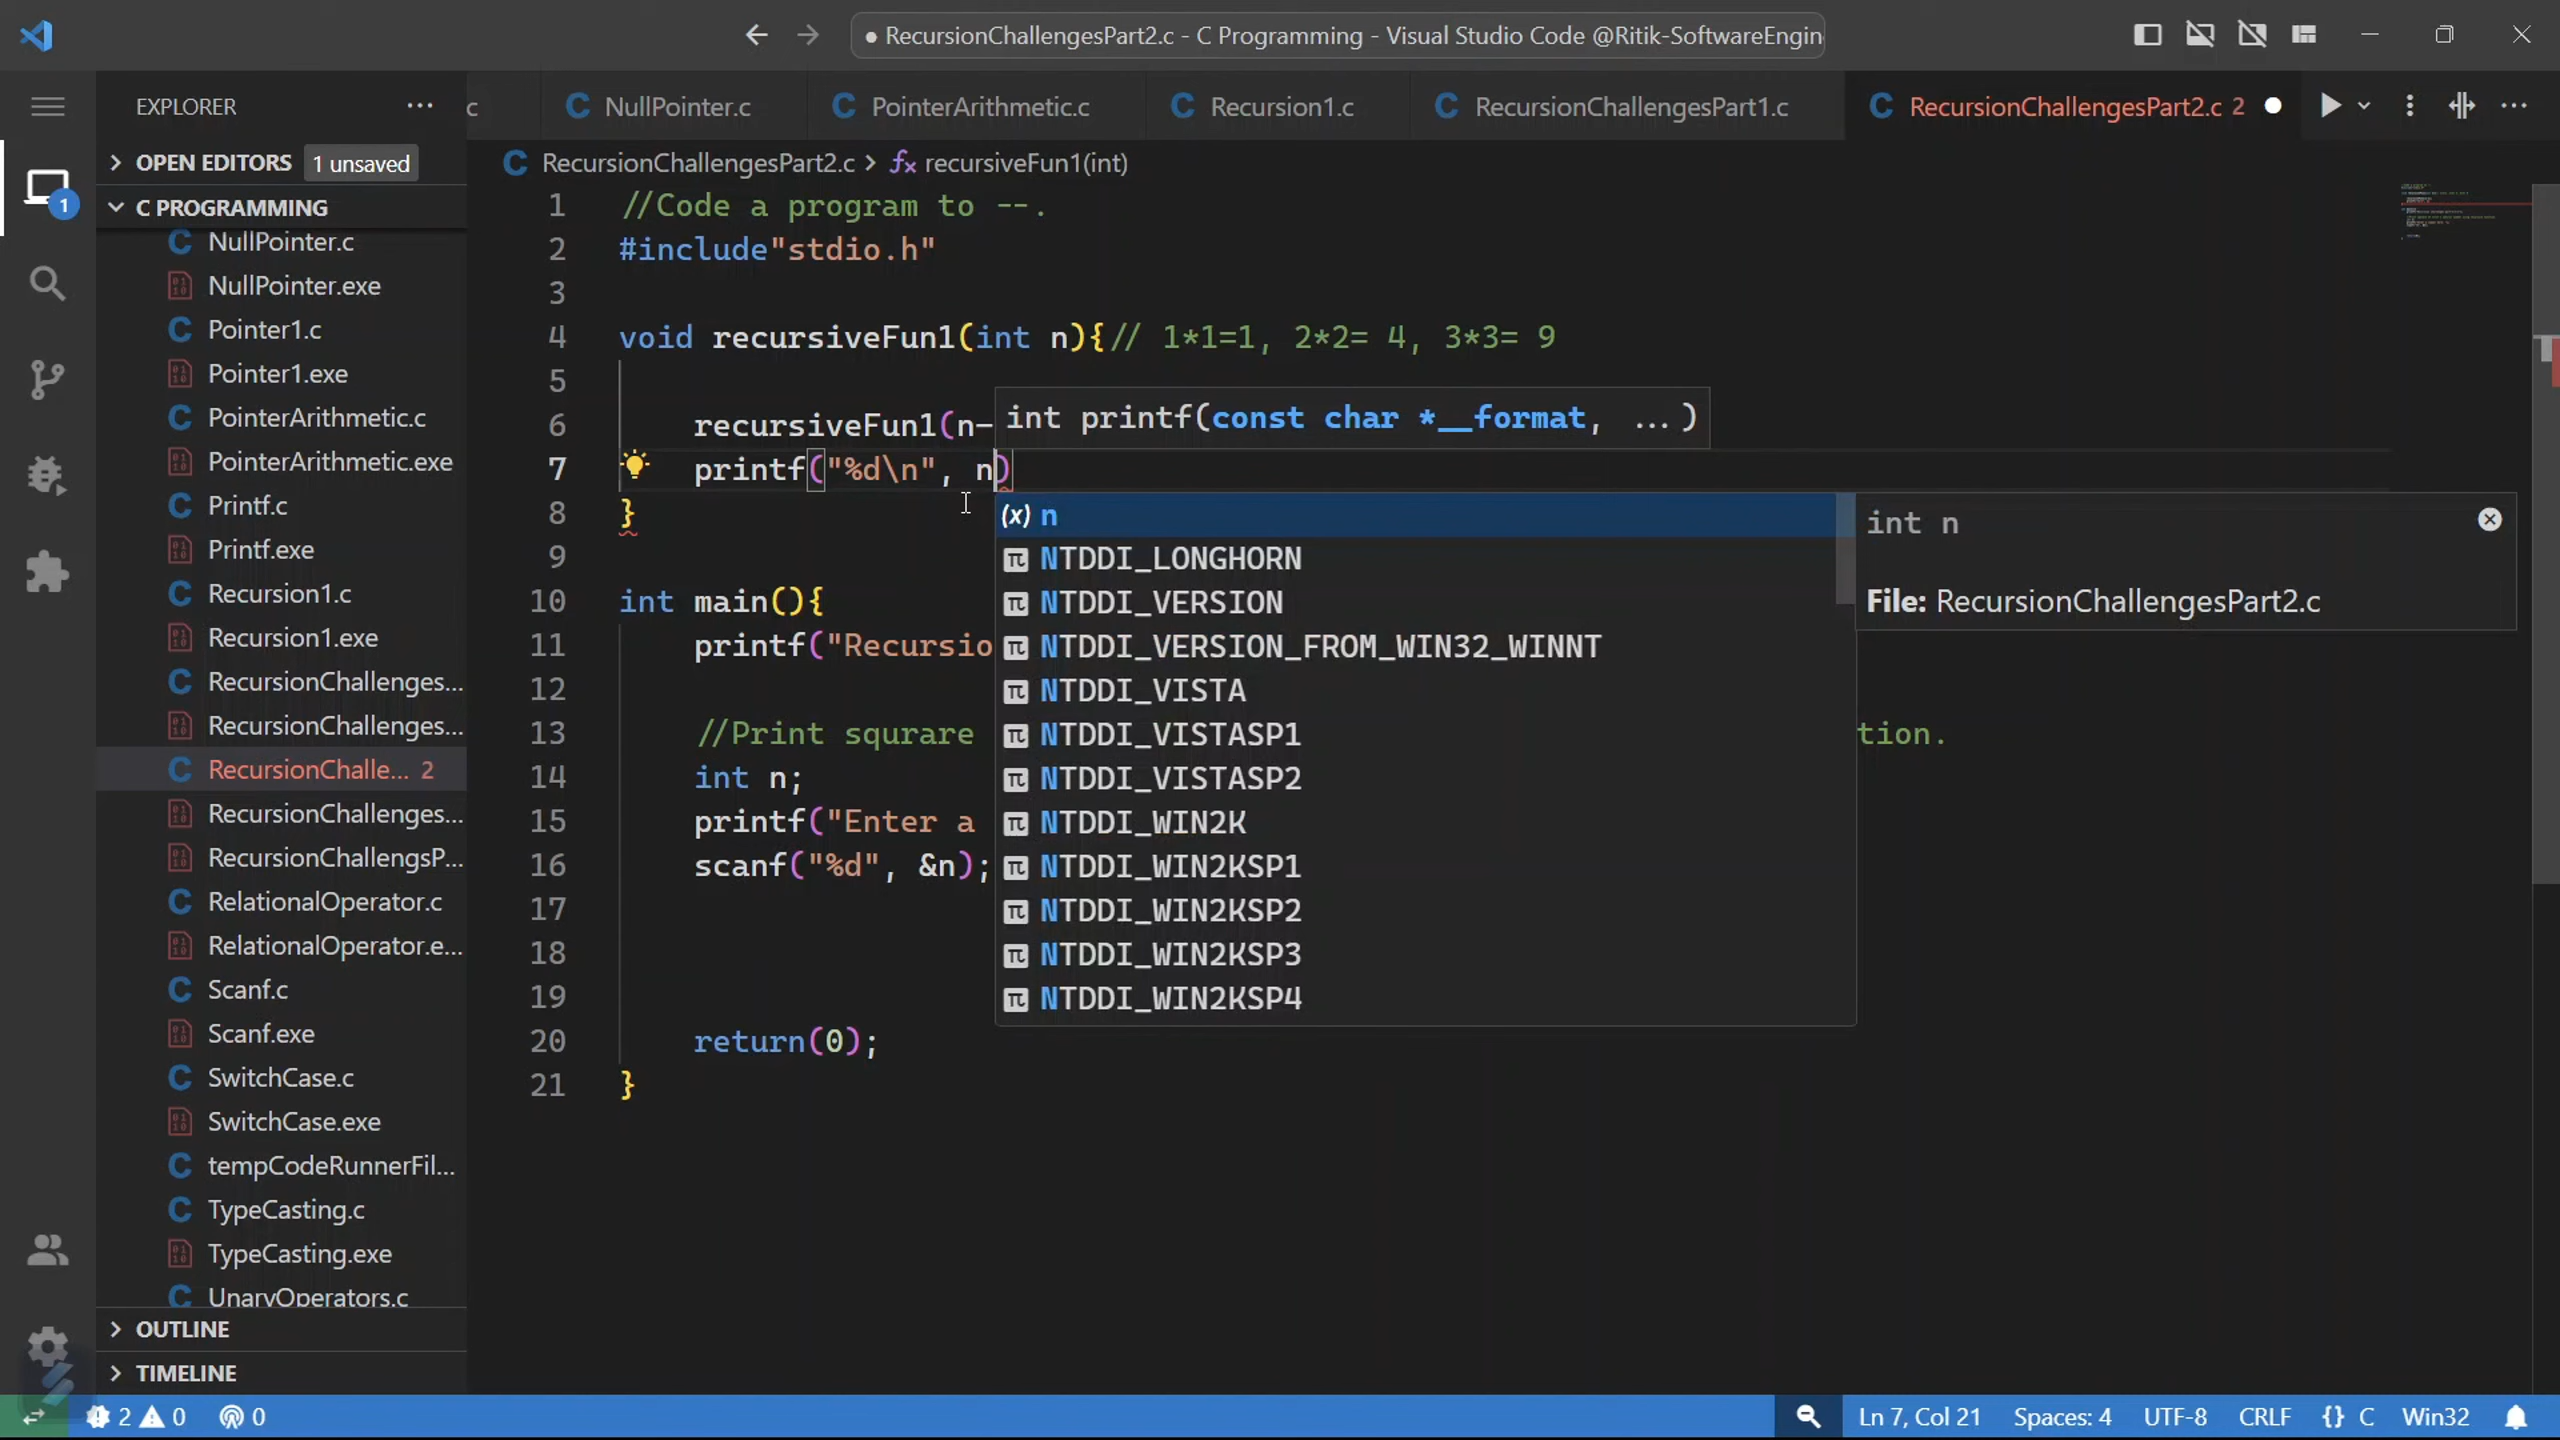 ● RecursionChallengesPart2.c - C Programming - Visual Studio Code @Ritik-SoftwareEngin
EXPLORER
c
NullPointer.c
PointerArithmetic.c
Recursion1.c
RecursionChallengesPart1.c
RecursionChallengesPart2.c 2
OPEN EDITORS 1 unsaved
RecursionChallengesPart2.c > recursiveFun1(int)
C PROGRAMMING
NullPointer.c
NullPointer.exe
Pointer1.c
Pointer1.exe
PointerArithmetic.c
PointerArithmetic.exe
Printf.c
Printf.exe
Recursion1.c
Recursion1.exe
RecursionChallenges...
RecursionChallenges...
RecursionChalle... 2
RecursionChallenges...
RecursionChallengsP...
RelationalOperator.c
RelationalOperator.e...
Scanf.c
Scanf.exe
SwitchCase.c
SwitchCase.exe
tempCodeRunnerFil...
TypeCasting.c
TypeCasting.exe
UnaryOperators.c
OUTLINE
TIMELINE
1 //Code a program to --.
2 #include"stdio.h"
3
4 void recursiveFun1(int n){// 1*1=1, 2*2= 4, 3*3= 9
5
6 recursiveFun1(n-
int printf(const char *__format, ...)
7 printf("%d\n", n)
8 }
9
10 int main(){
11 printf("Recursio
12
13 //Print squrare tion.
14 int n;
15 printf("Enter a
16 scanf("%d", &n);
17
18
19
20 return(0);
21 }
n
NTDDI_LONGHORN
NTDDI_VERSION
NTDDI_VERSION_FROM_WIN32_WINNT
NTDDI_VISTA
NTDDI_VISTASP1
NTDDI_VISTASP2
NTDDI_WIN2K
NTDDI_WIN2KSP1
NTDDI_WIN2KSP2
NTDDI_WIN2KSP3
NTDDI_WIN2KSP4
int n
File: RecursionChallengesPart2.c
1
2 0 0
Ln 7, Col 21 Spaces: 4 UTF-8 CRLF {} C Win32